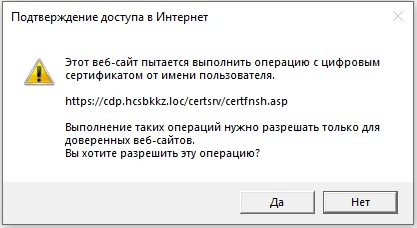 Подтверждение доступа в Интернет
Этот веб-сайт пытается выполнить операцию с цифровым
сертификатом от имени пользователя.
https://cdp.hcsbkkz.loc/certsrv/certfnsh.asp
Выполнение таких операций нужно разрешать только для
доверенных веб-сайтов.
Вы хотите разрешить эту операцию?
Да
Нет